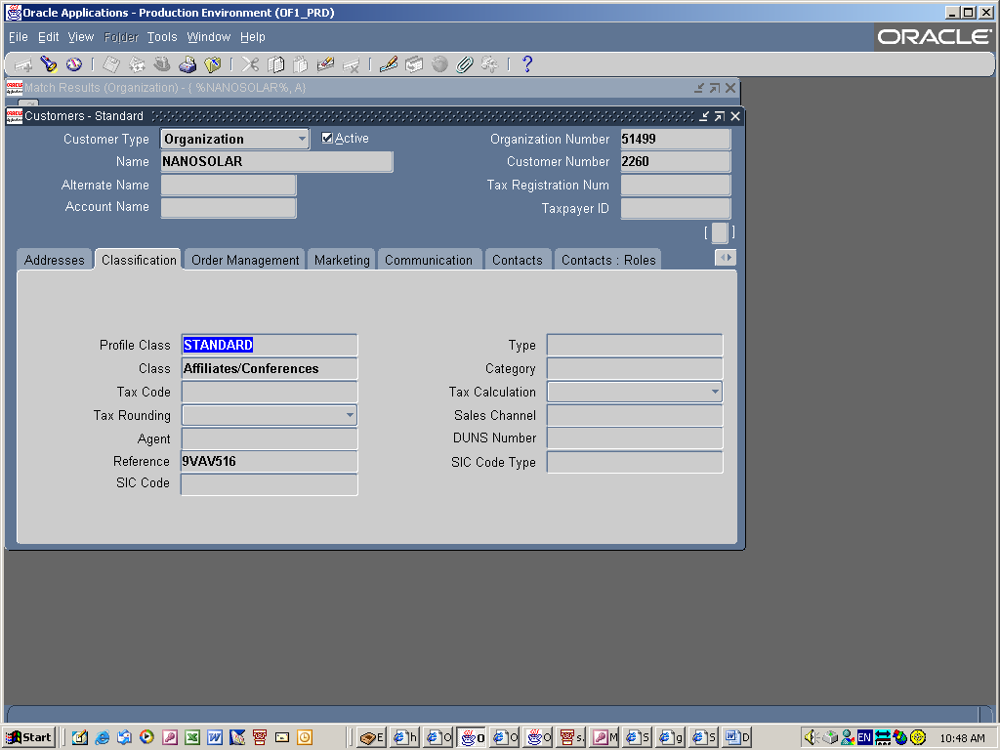 Oracle Applications - Production Environment (OF1_PRD)
File Edit View Folder Tools Window Help
ORACLE
Match Results (Organization) - ( %NANOSOLAR%, A)
Customers - Standard
Customer Type Organization Active Organization Number 51499
Name NANOSOLAR Customer Number 2260
Alternate Name Tax Registration Num
Account Name Taxpayer ID
[ ]
Addresses Classification Order Management Marketing Communication Contacts Contacts : Roles
Profile Class STANDARD Type
Class Affiliates/Conferences Category
Tax Code Tax Calculation
Tax Rounding Sales Channel
Agent DUNS Number
Reference 9VAV516 SIC Code Type
SIC Code
Start E h O O O O s. M S g S D EN 10:48 AM